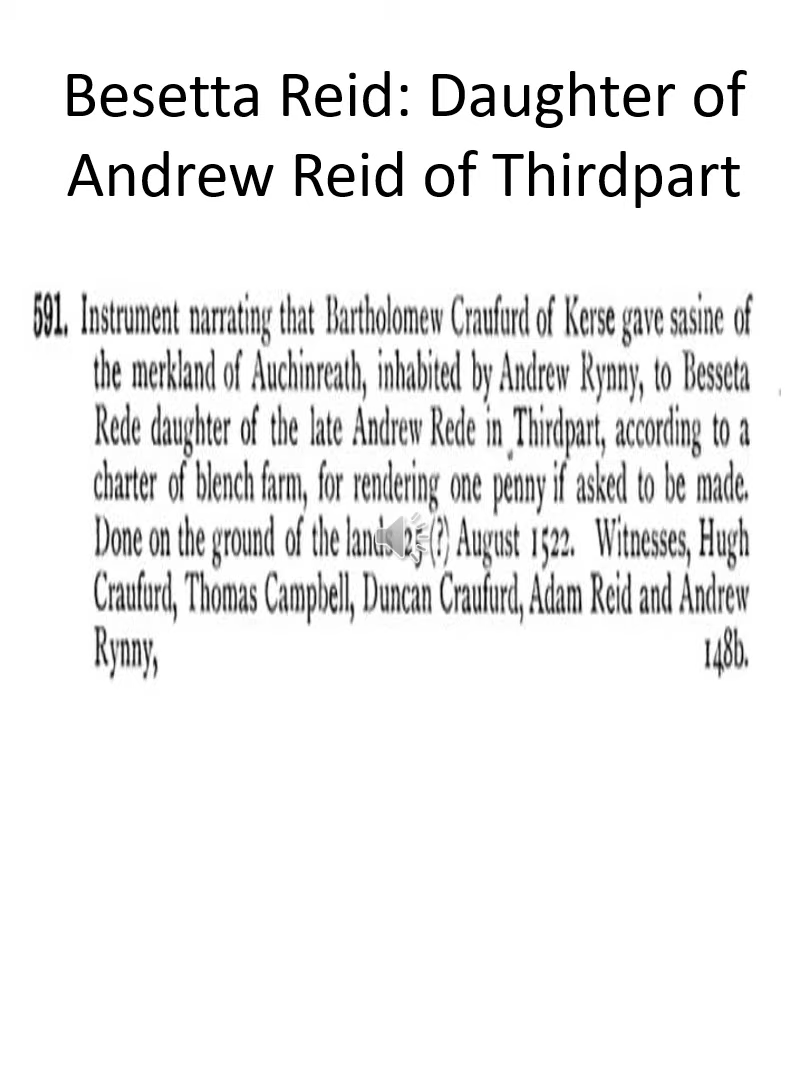 Besetta Reid: Daughter of
Andrew Reid of Thirdpart
591. Instrument narrating that Bartholomew Craufurd of Kerse gave sasine of
the merkland of Auchinreath, inhabited by Andrew Rynny, to Besseta
Rede daughter of the late Andrew Rede in Thirdpart, according to a
charter of blench farm, for rendering one penny if asked to be made.
Done on the ground of the lands 25 (?) August 1522. Witnesses, Hugh
Craufurd, Thomas Campbell, Duncan Craufurd, Adam Reid and Andrew
Rynny, 148b.